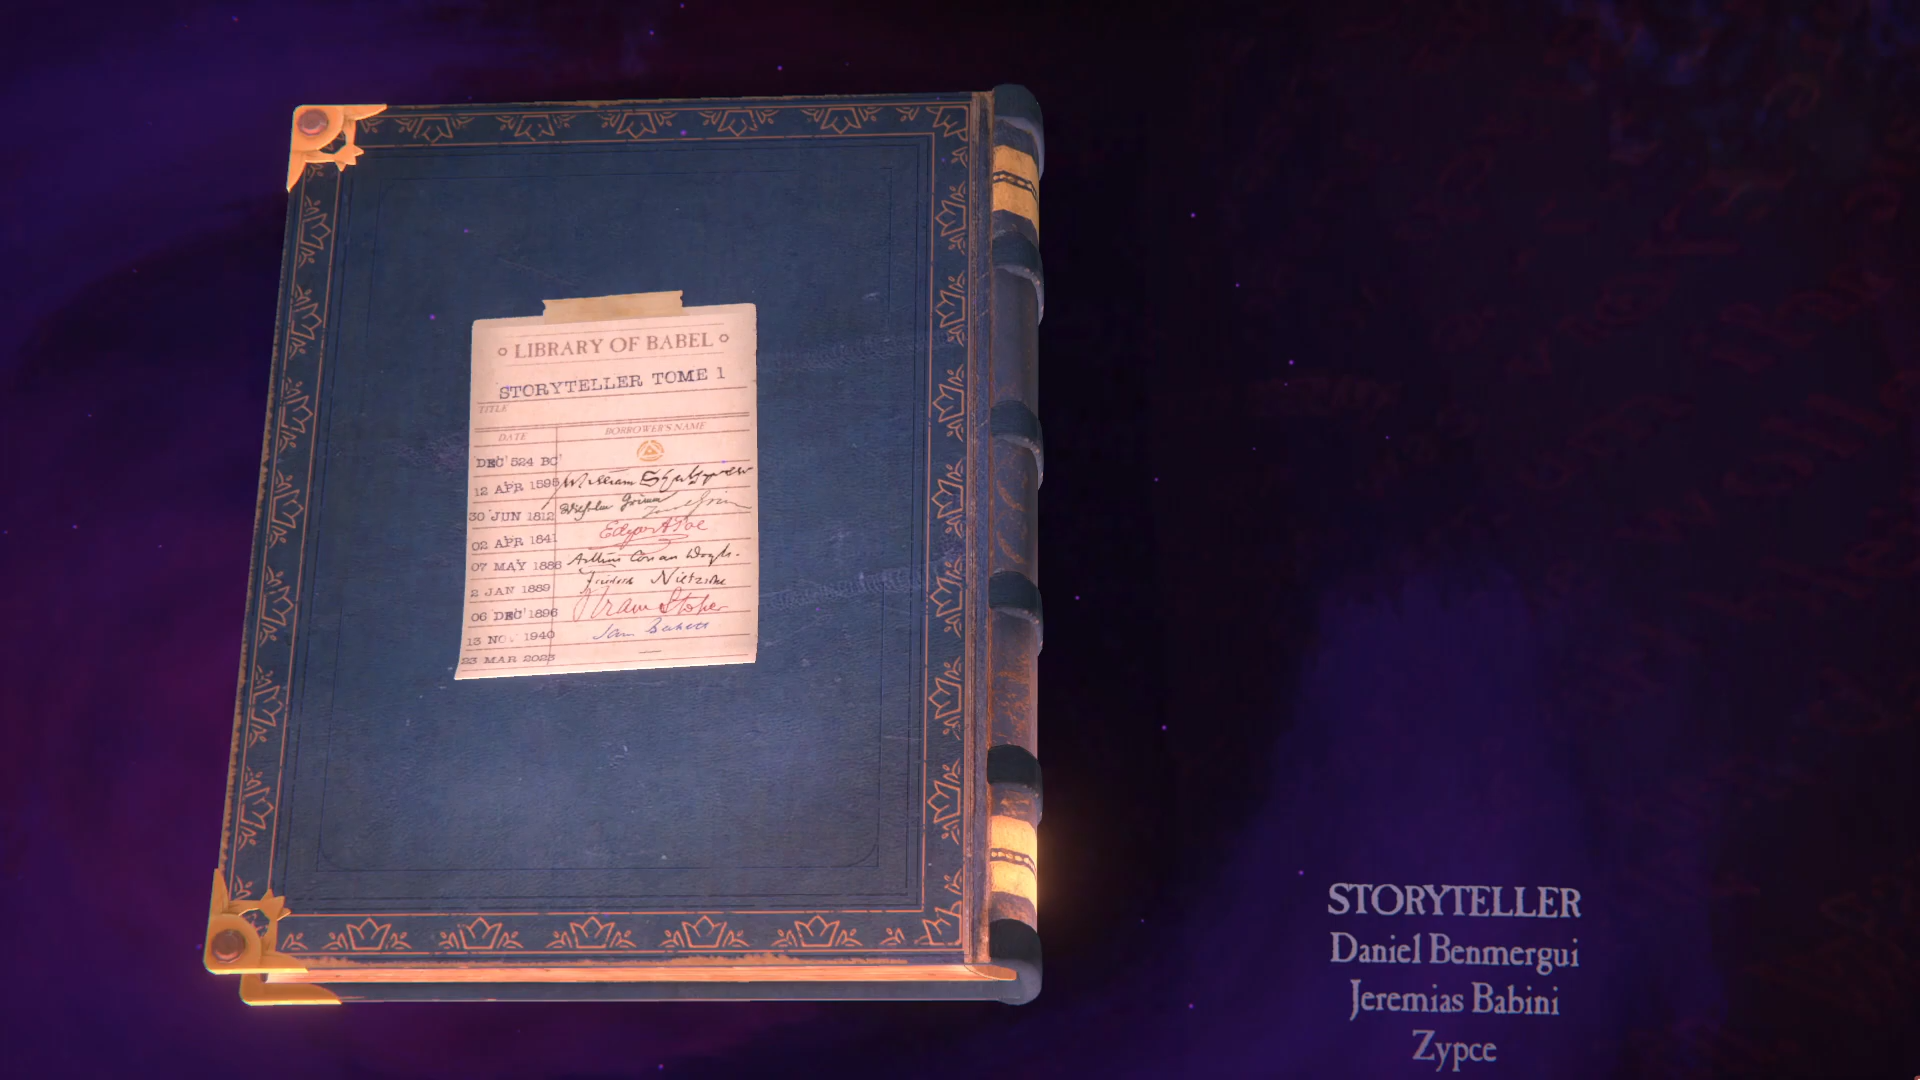 LIBRARY OF BABEL
STORYTELLER TOME 1
TITLE
DATE BORROWER'S NAME
DEC 524 BC
12 APR 1595 William
30 JUN 1812 Wilhelm Grimm
02 APR 1841 Edgar A Poe
07 MAY 1886 Arthur Conan Doyle
2 JAN 1889 Nietzsche
06 DEC 1896 Bram Stoker
13 NOV 1940
23 MAR 2023
STORYTELLER
Daniel Benmergui
Jeremias Babini
Zypce